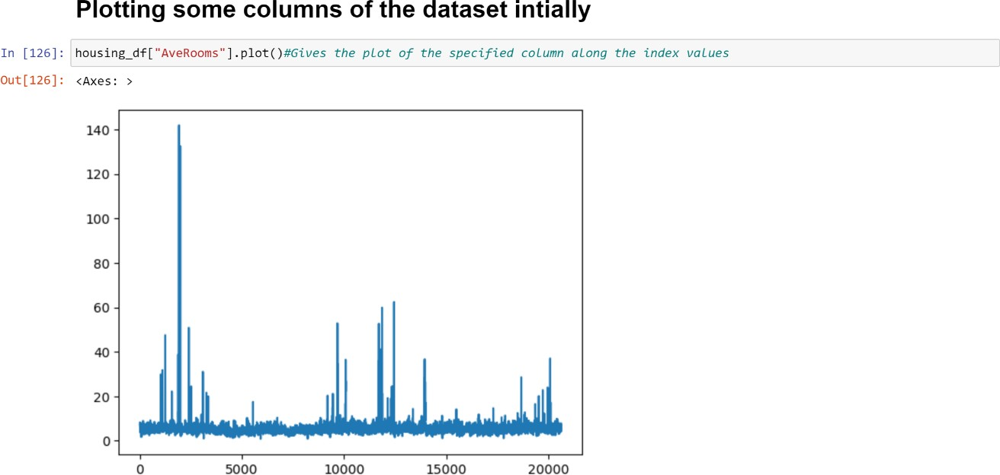 Plotting some columns of the dataset intially
In [126]: housing_df["AveRooms"].plot()#Gives the plot of the specified column along the index values
Out[126]: <Axes: >
140
120
100
80
60
40
20
0
0 5000 10000 15000 20000